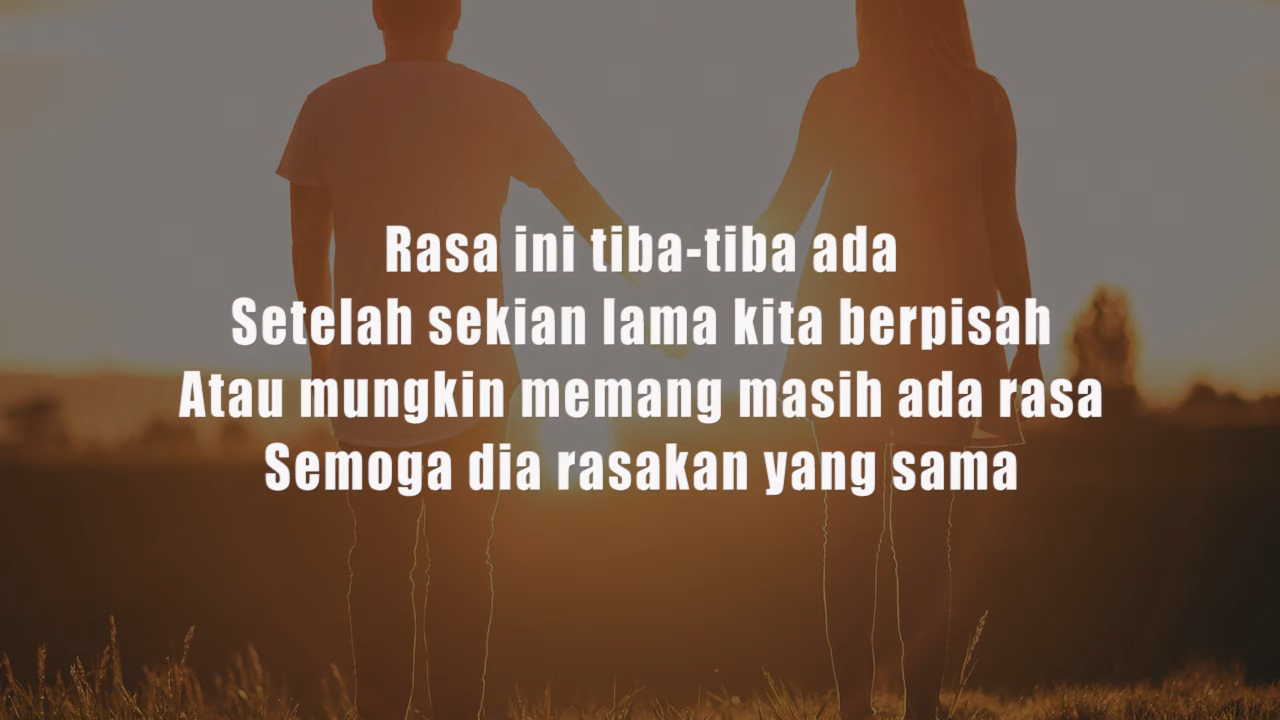 Rasa ini tiba-tiba ada
Setelah sekian lama kita berpisah
Atau mungkin memang masih ada rasa
Semoga dia rasakan yang sama